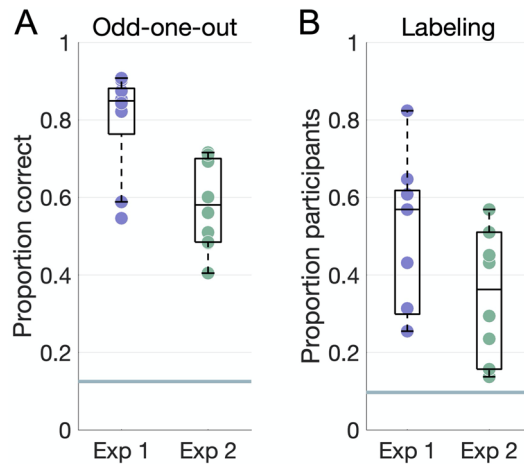 A
Odd-one-out
Proportion correct
1
0.8
0.6
0.4
0.2
0
Exp 1
Exp 2
B
Labeling
Proportion participants
1
0.8
0.6
0.4
0.2
0
Exp 1
Exp 2